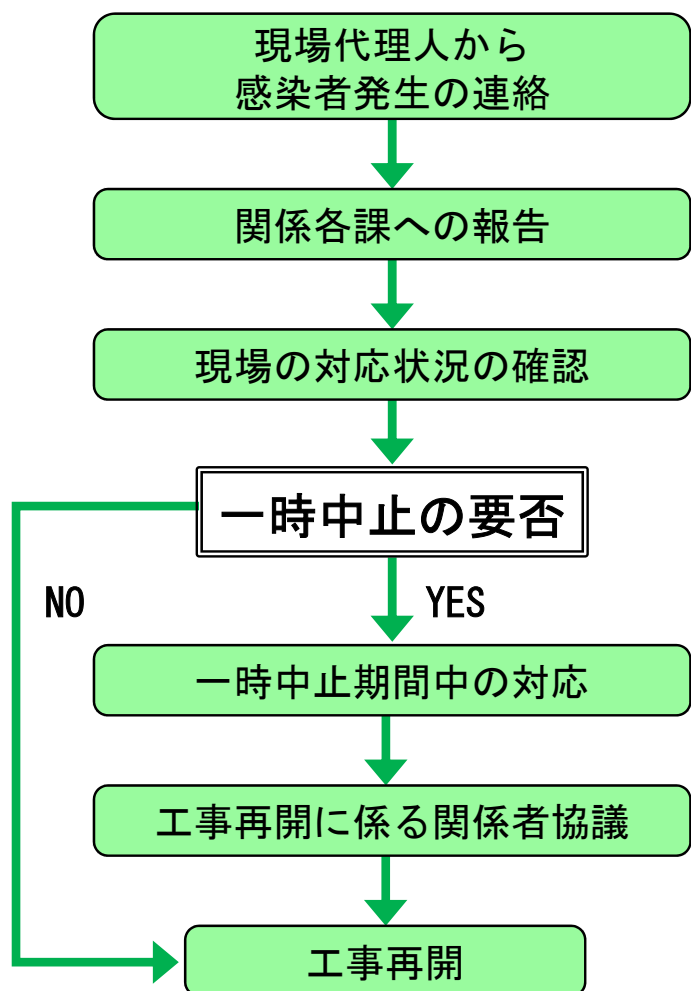 現場代理人から
感染者発生の連絡
関係各課への報告
現場の対応状況の確認
一時中止の要否
NO
YES
一時中止期間中の対応
工事再開に係る関係者協議
工事再開